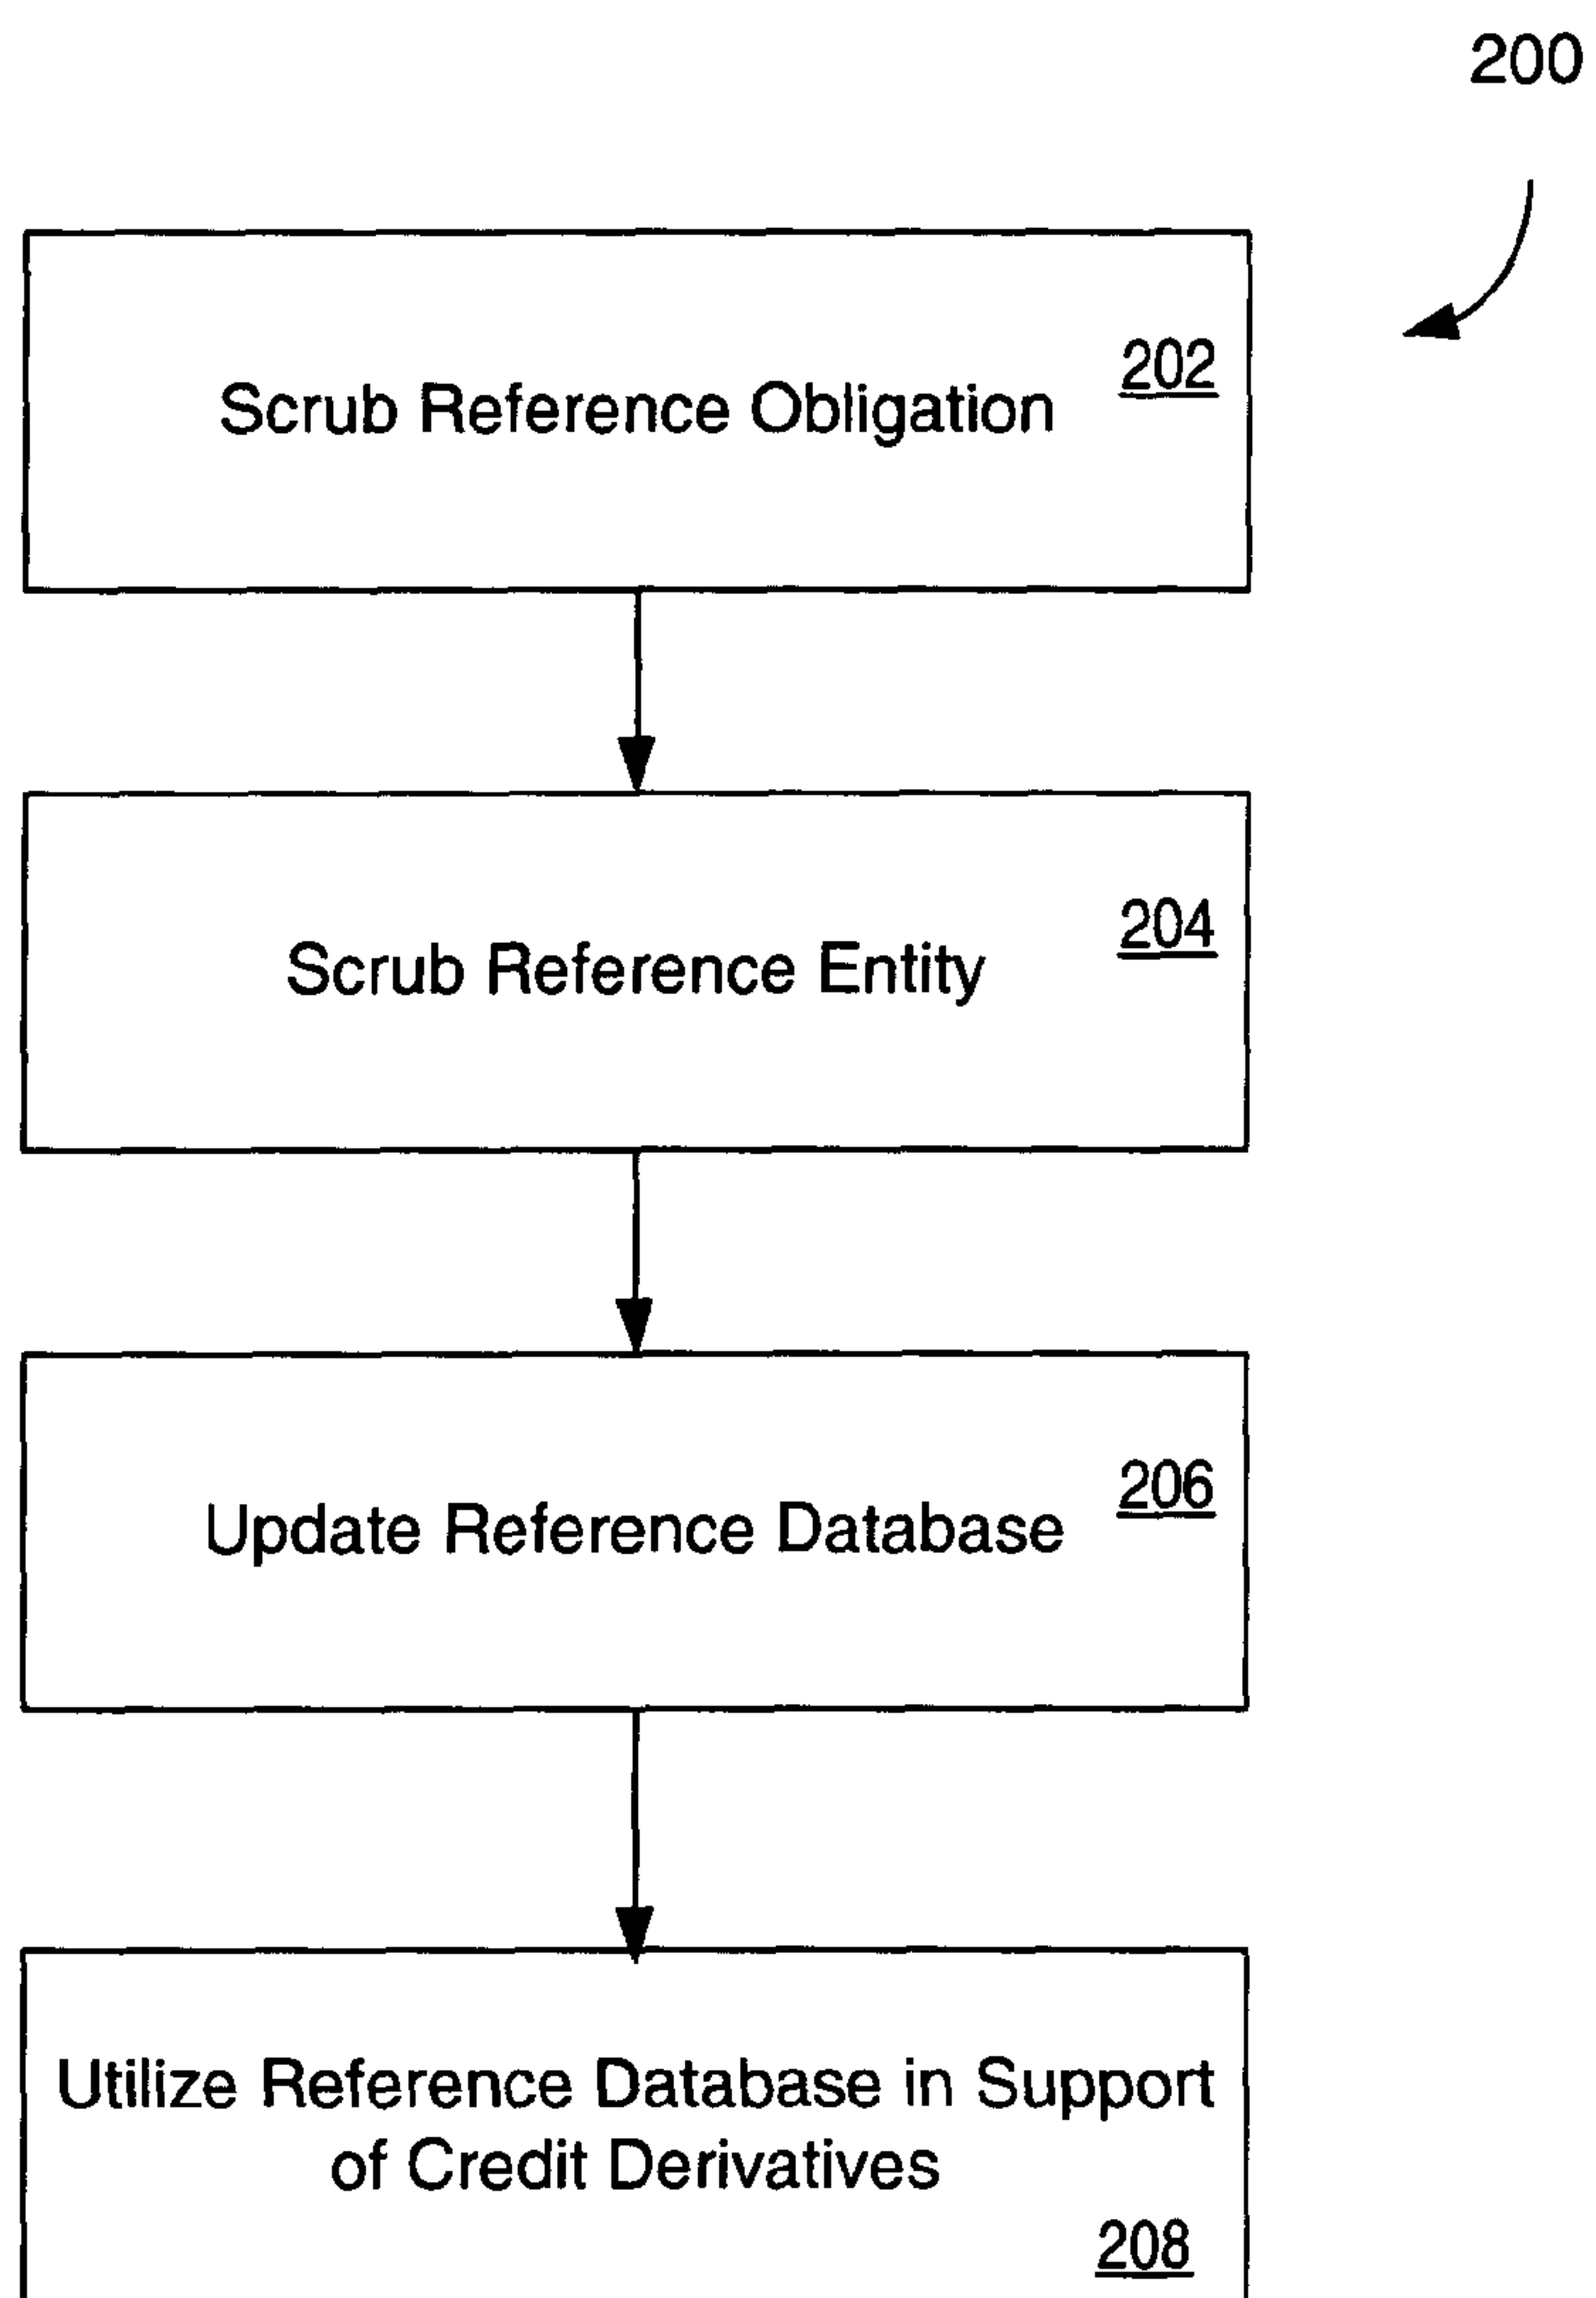 200
202
Scrub Reference Obligation
204
Scrub Reference Entity
206
Update Reference Database
Utilize Reference Database in Support
of Credit Derivatives
208